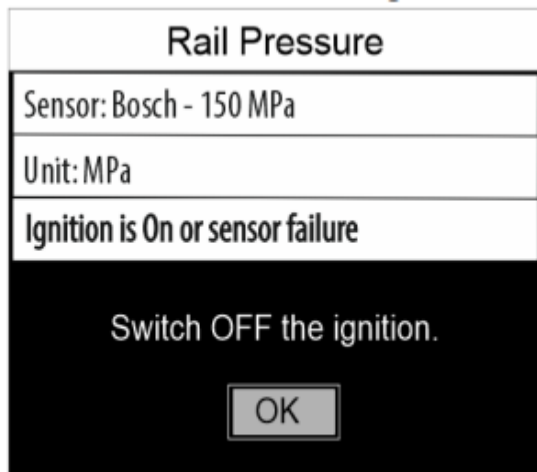 Rail Pressure
Sensor: Bosch - 150 MPa
Unit: MPa
Ignition is On or sensor failure
Switch OFF the ignition.
OK